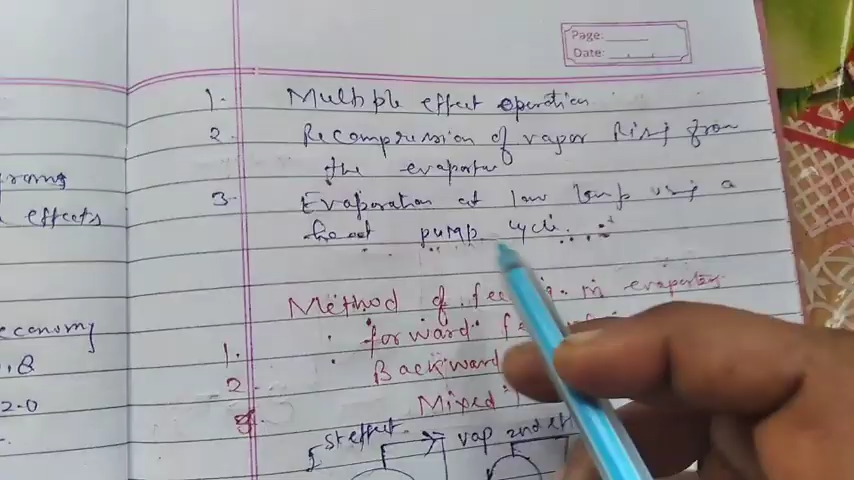 Page:
Date:
1. Multiple effect operation
2. Recompression of vapor Rising from
the evaporator
3. Evaporation at low temp using a
heat pump cycle.
Method of feeding in evaporators
1. forward
2. Backward
3. Mixed
Ist effect
vap 2nd eff
effects
economy
2.0